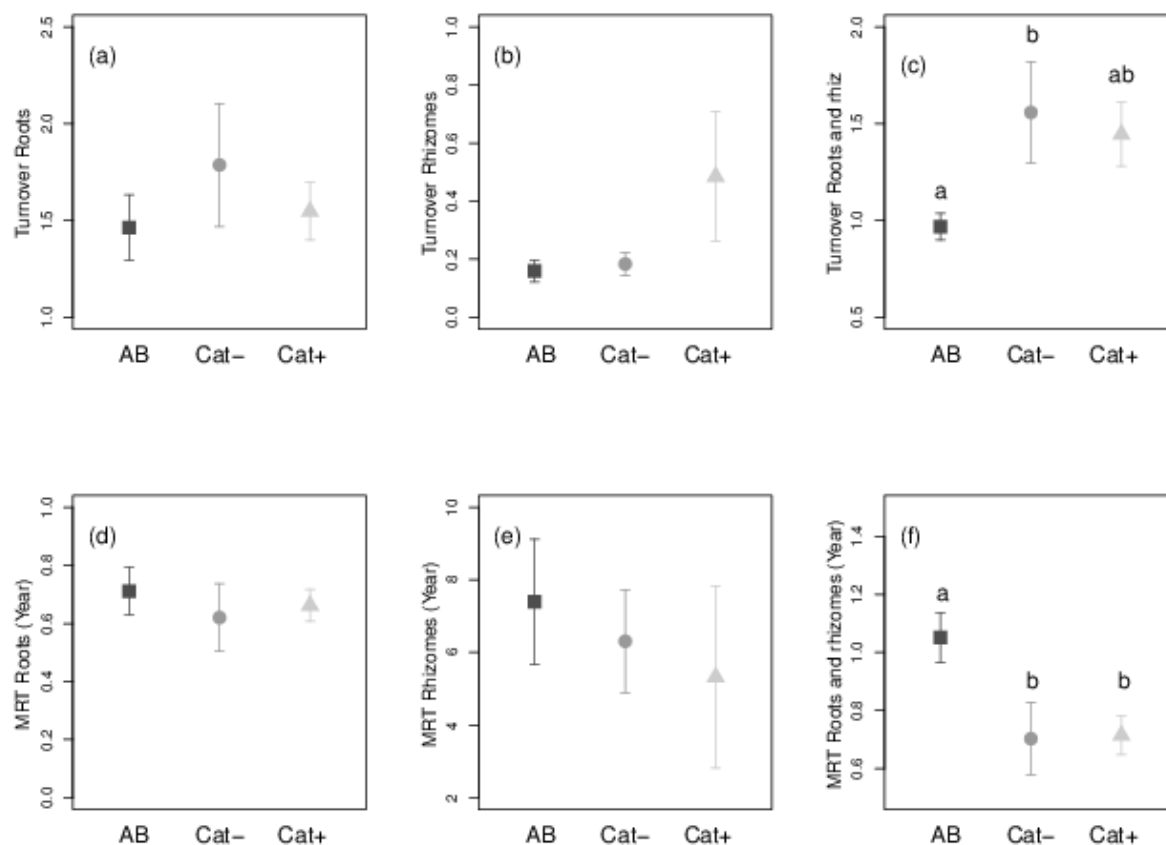 (a)
Turnover Roots
1.0 1.5 2.0 2.5
AB Cat− Cat+
(b)
Turnover Rhizomes
0.0 0.2 0.4 0.6 0.8 1.0
AB Cat− Cat+
(c)
Turnover Roots and rhiz
0.5 1.0 1.5 2.0
a
b
ab
AB Cat− Cat+
(d)
MRT Roots (Year)
0.0 0.2 0.4 0.6 0.8 1.0
AB Cat− Cat+
(e)
MRT Rhizomes (Year)
2 4 6 8 10
AB Cat− Cat+
(f)
MRT Roots and rhizomes (Year)
0.6 0.8 1.0 1.2 1.4
a
b
b
AB Cat− Cat+